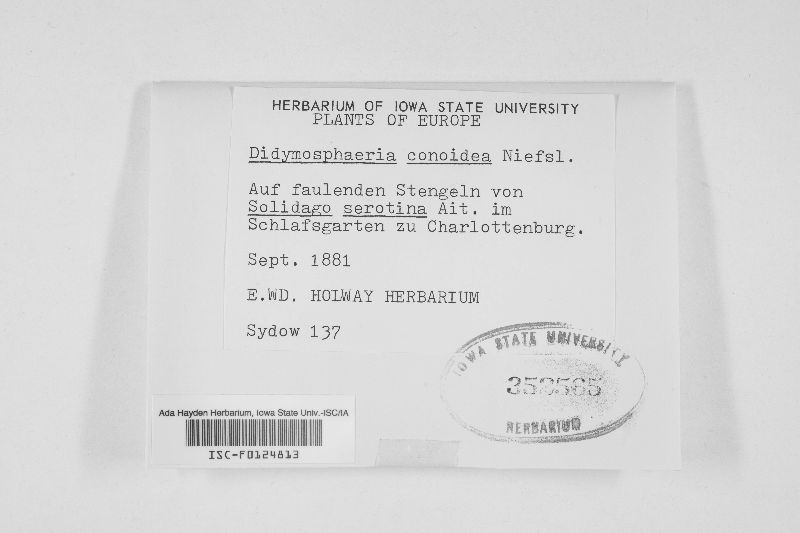 HERBARIUM OF IOWA STATE UNIVERSITY
PLANTS OF EUROPE
Didymosphaeria conoidea Niefsl.
Auf faulenden Stengeln von
Solidago serotina Ait. im
Schlafsgarten zu Charlottenburg.
Sept. 1881
E.WD. HOLWAY HERBARIUM
Sydow 137
IOWA STATE UNIVERSITY
HERBARIUM
Ada Hayden Herbarium, Iowa State Univ.-ISC/IA
ISC-F0124813